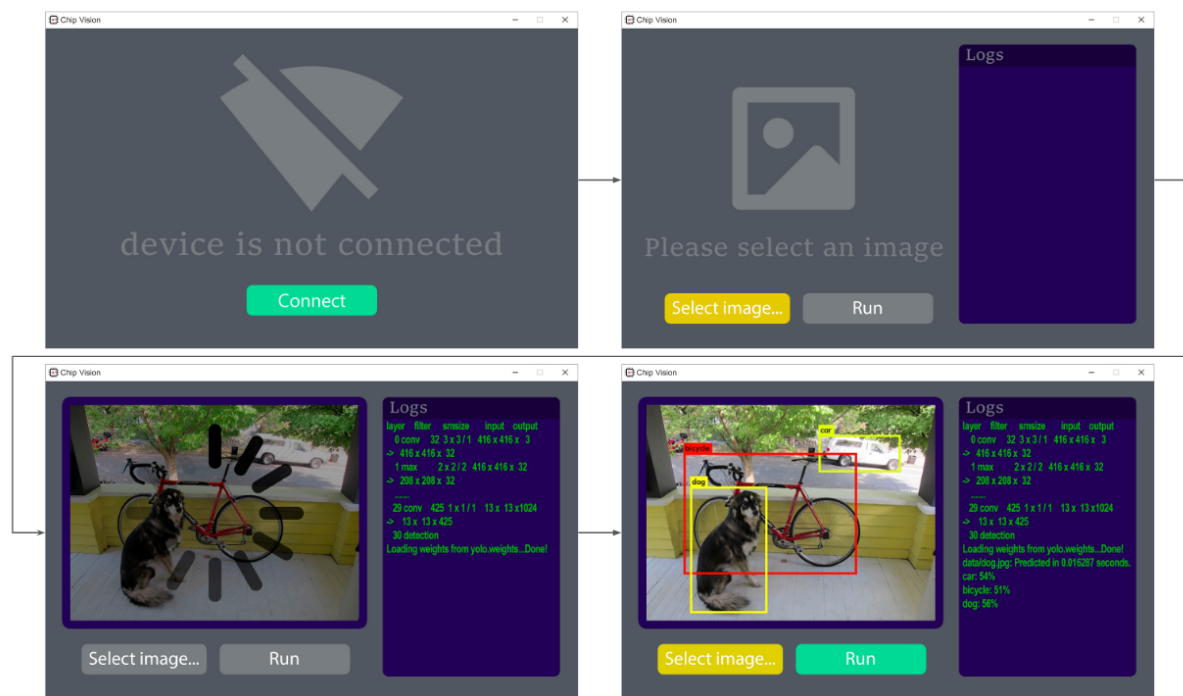 Chip Vision
device is not connected
Connect
Chip Vision
Logs
Please select an image
Select image...
Run
Chip Vision
Logs
layer filter smsize input output
0 conv 32 3 x 3 / 1 416 x 416 x 3
-> 416 x 416 x 32
1 max 2 x 2 / 2 416 x 416 x 32
-> 208 x 208 x 32
......
29 conv 425 1 x 1 / 1 13 x 13 x1024
-> 13 x 13 x 425
30 detection
Loading weights from yolo.weights...Done!
Select image...
Run
Chip Vision
car
bicycle
dog
Logs
layer filter smsize input output
0 conv 32 3 x 3 / 1 416 x 416 x 3
-> 416 x 416 x 32
1 max 2 x 2 / 2 416 x 416 x 32
-> 208 x 208 x 32
......
29 conv 425 1 x 1 / 1 13 x 13 x1024
-> 13 x 13 x 425
30 detection
Loading weights from yolo.weights...Done!
data/dog.jpg: Predicted in 0.016287 seconds.
car: 54%
bicycle: 51%
dog: 56%
Select image...
Run